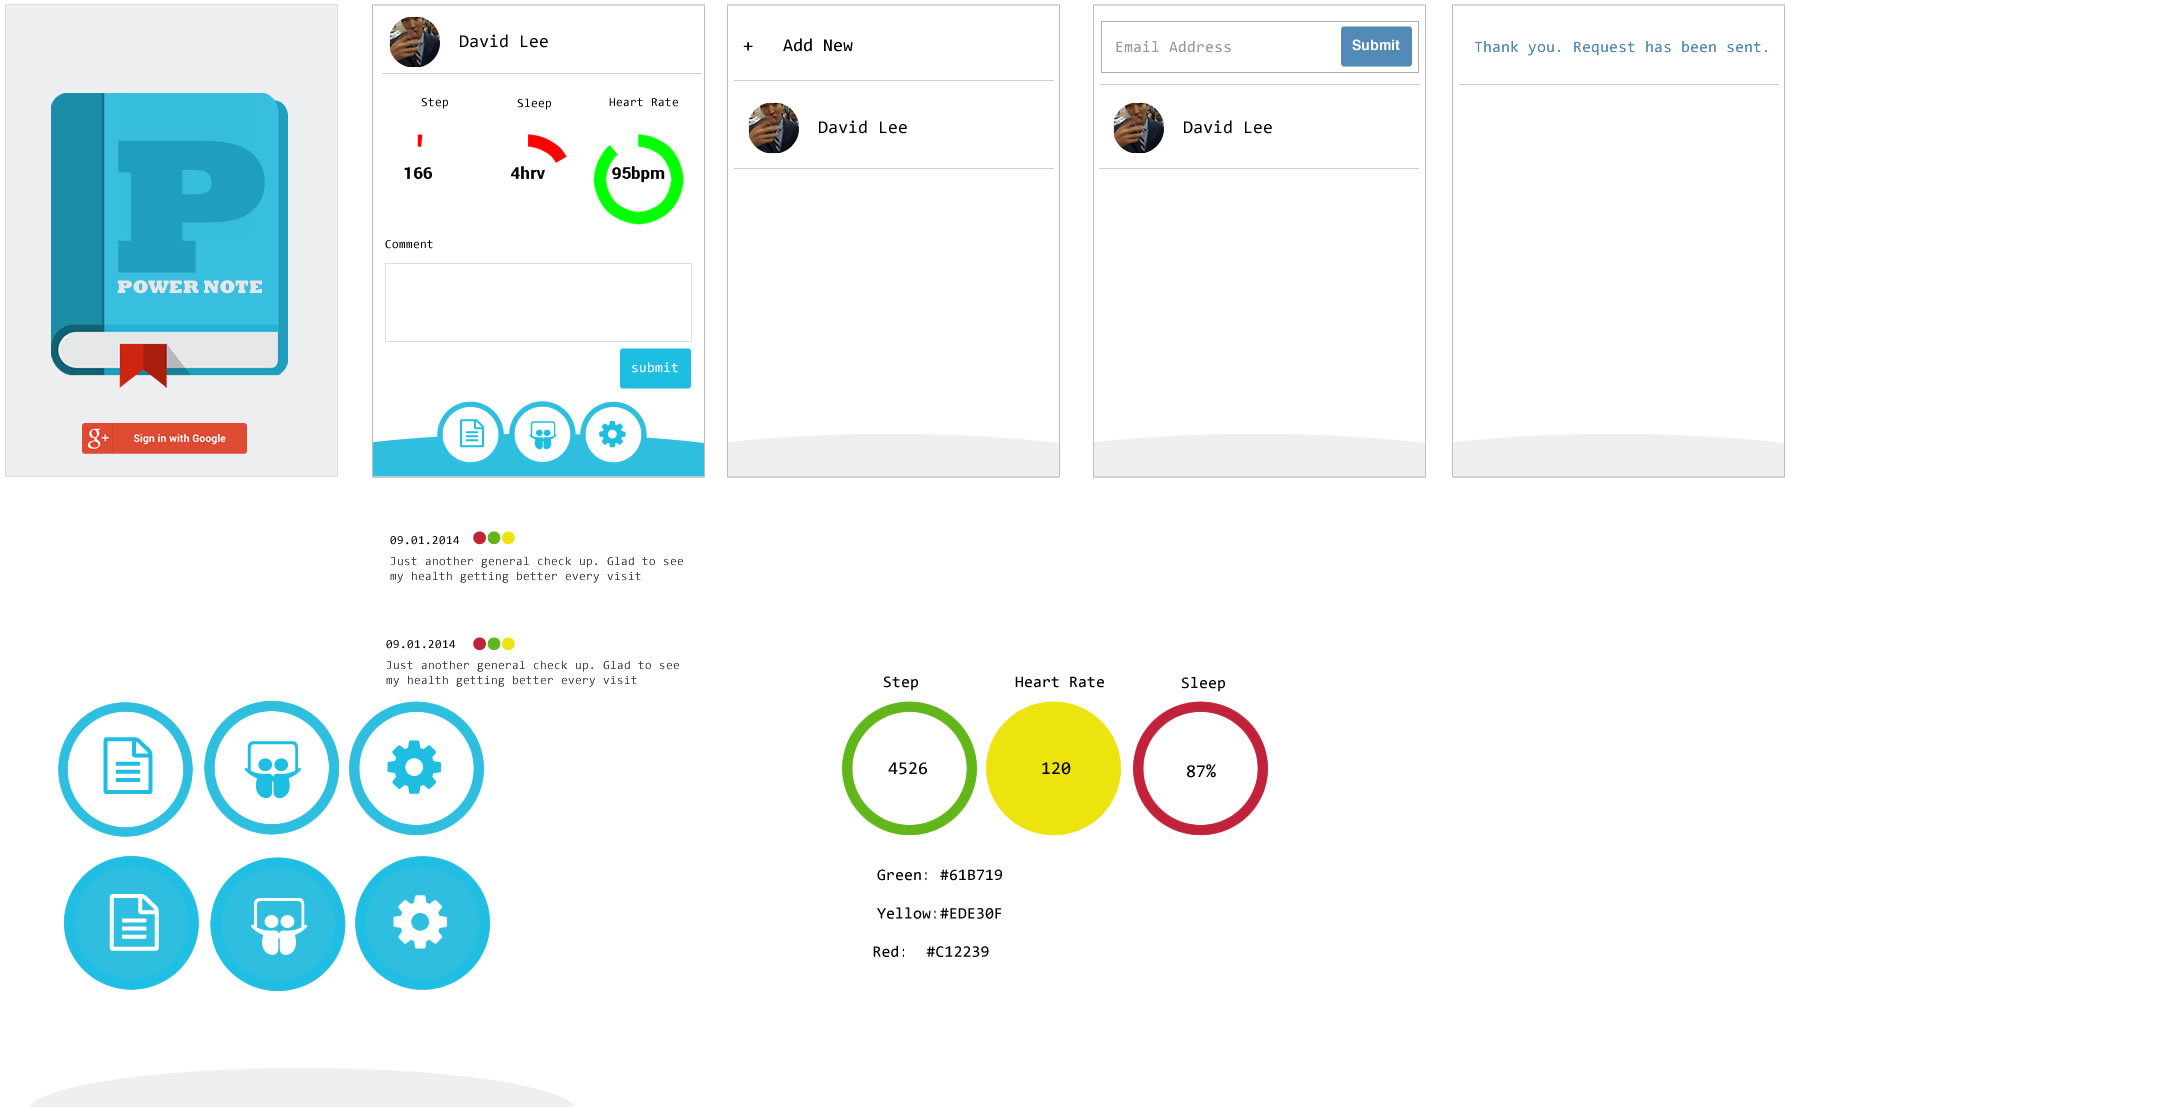 P
POWER NOTE
g+ Sign in with Google
David Lee
Step Sleep Heart Rate
166 4hrv 95bpm
Comment
submit
+ Add New
David Lee
Email Address Submit
David Lee
Thank you. Request has been sent.
09.01.2014
Just another general check up. Glad to see
my health getting better every visit
09.01.2014
Just another general check up. Glad to see
my health getting better every visit
Step Heart Rate Sleep
4526 120 87%
Green: #61B719
Yellow:#EDE30F
Red: #C12239